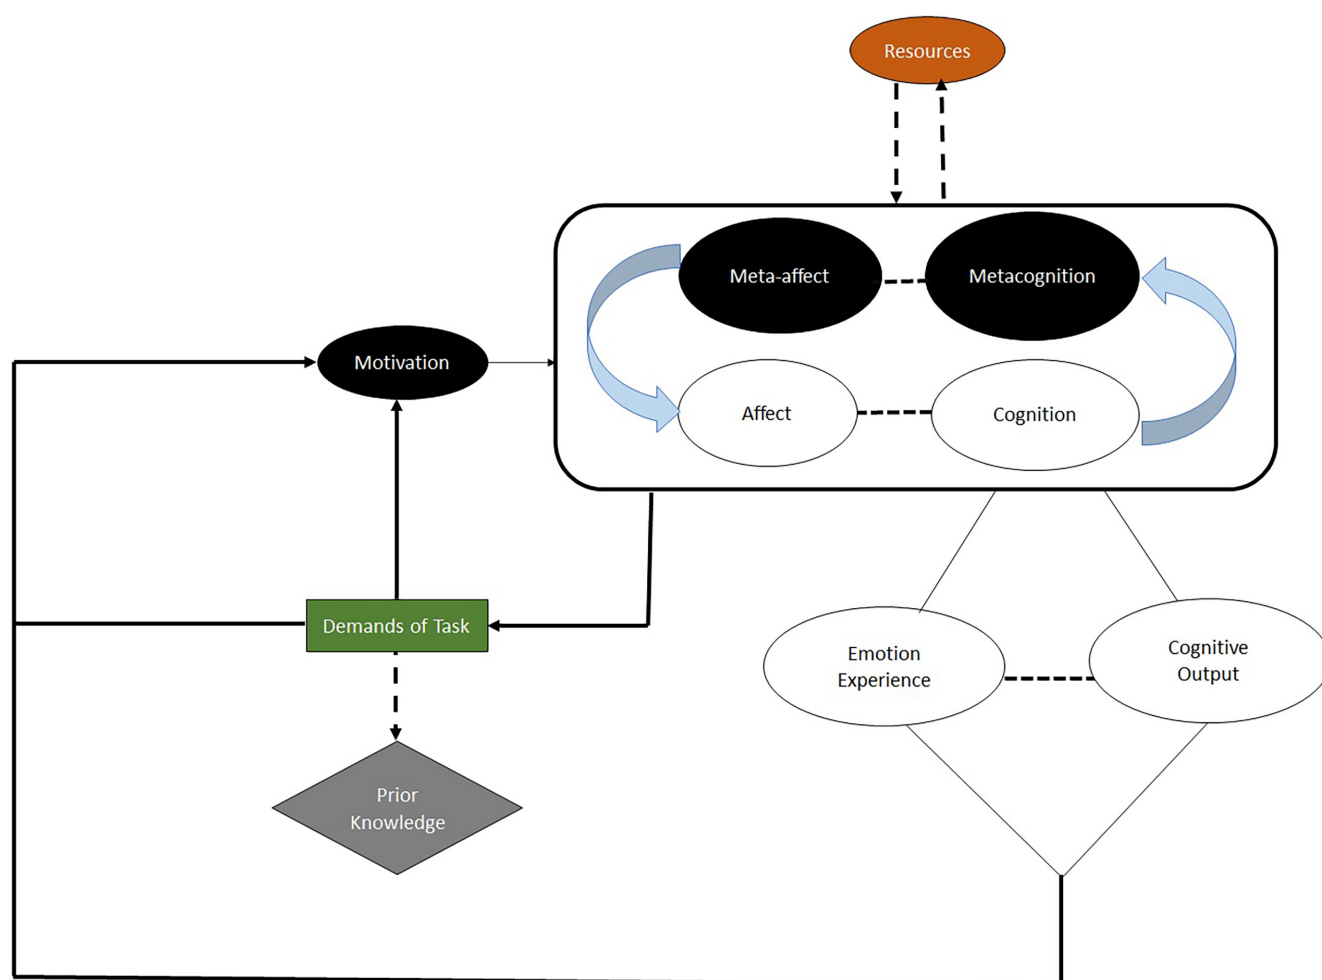 Resources
Meta-affect
Metacognition
Motivation
Affect
Cognition
Demands of Task
Emotion
Experience
Cognitive
Output
Prior
Knowledge